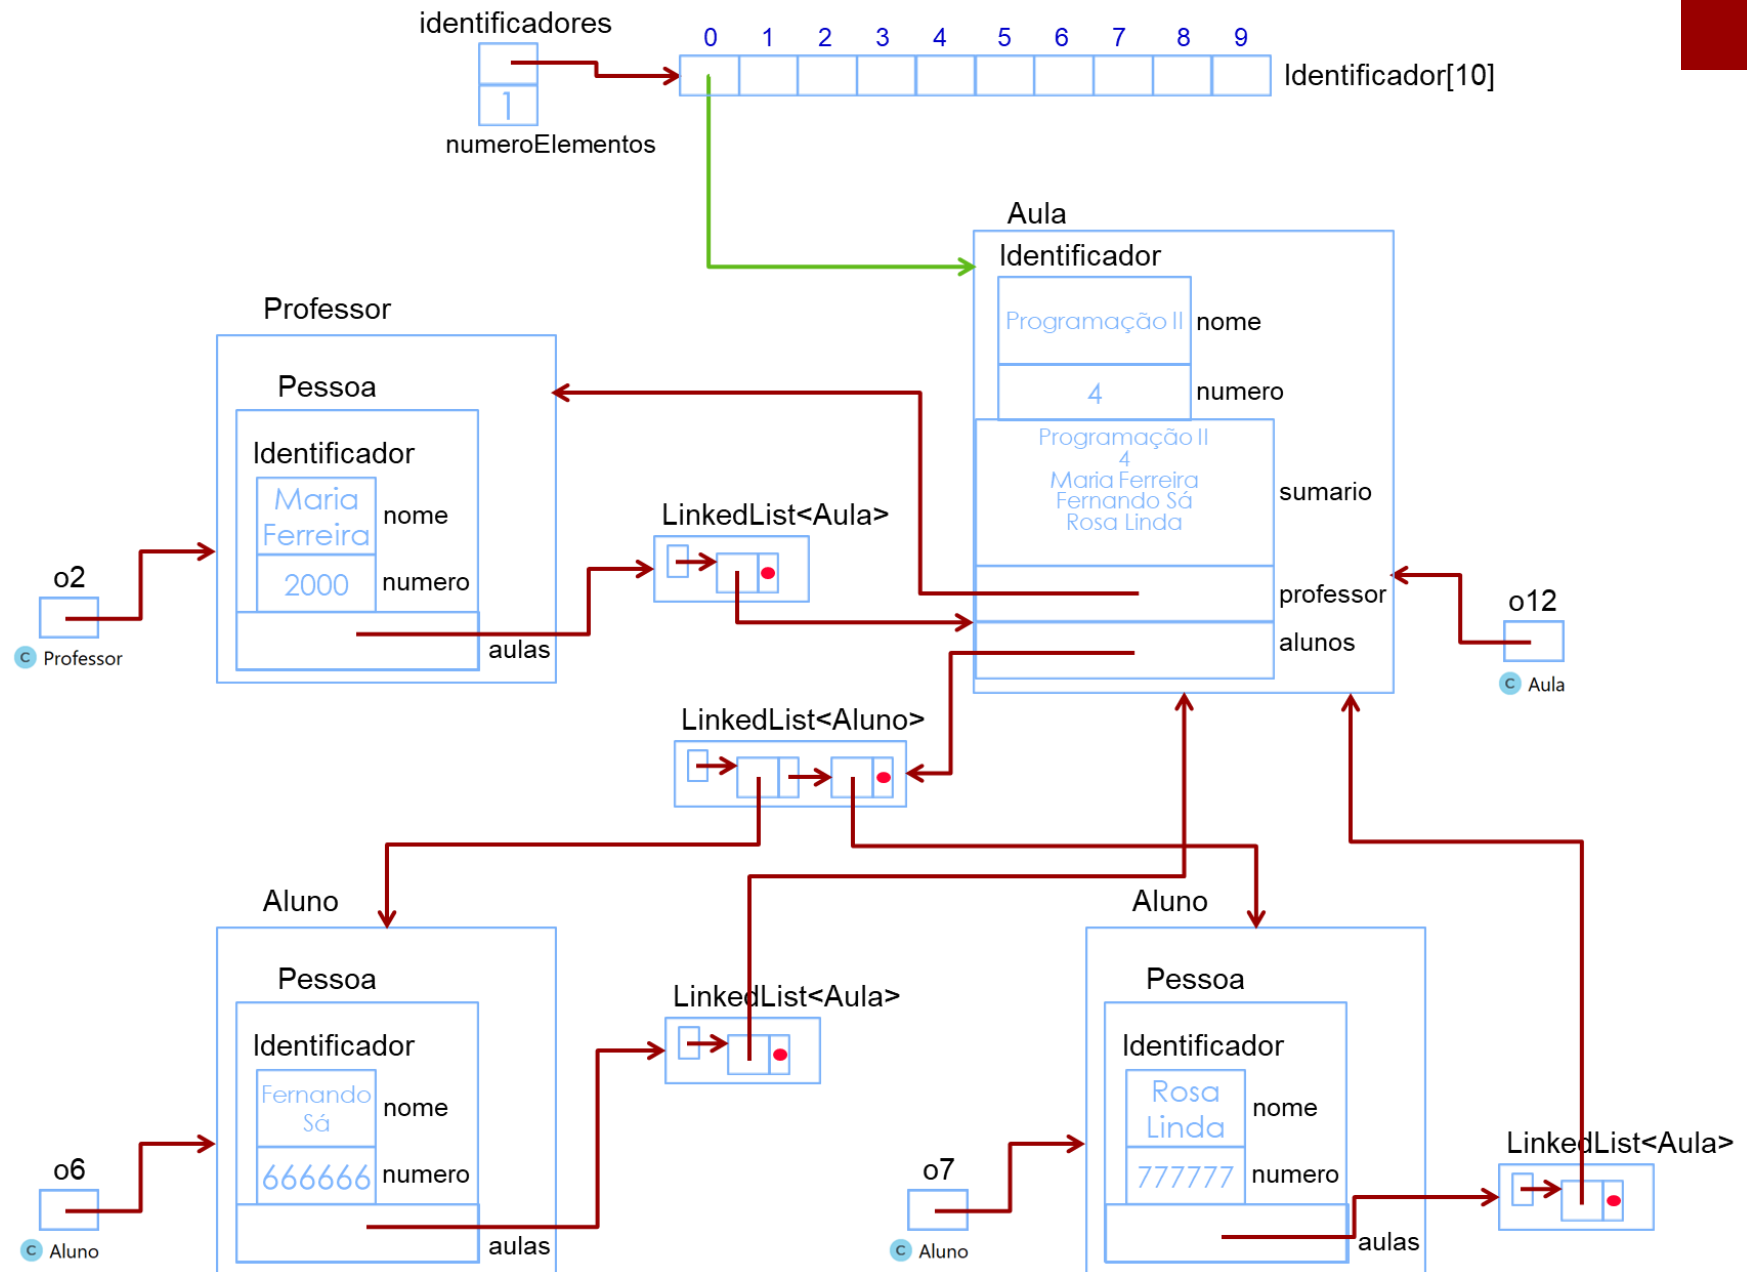 identificadores
0 1 2 3 4 5 6 7 8 9
Identificador[10]
1
numeroElementos
Aula
Identificador
Programação II nome
4 numero
Programação II
4
Maria Ferreira
Fernando Sá
Rosa Linda
sumario
professor
alunos
o12
C Aula
Professor
Pessoa
Identificador
Maria
Ferreira
nome
2000 numero
aulas
o2
C Professor
LinkedList<Aula>
LinkedList<Aluno>
Aluno
Pessoa
Identificador
Fernando
Sá
nome
666666 numero
aulas
o6
C Aluno
LinkedList<Aula>
Aluno
Pessoa
Identificador
Rosa
Linda
nome
777777 numero
aulas
o7
C Aluno
LinkedList<Aula>